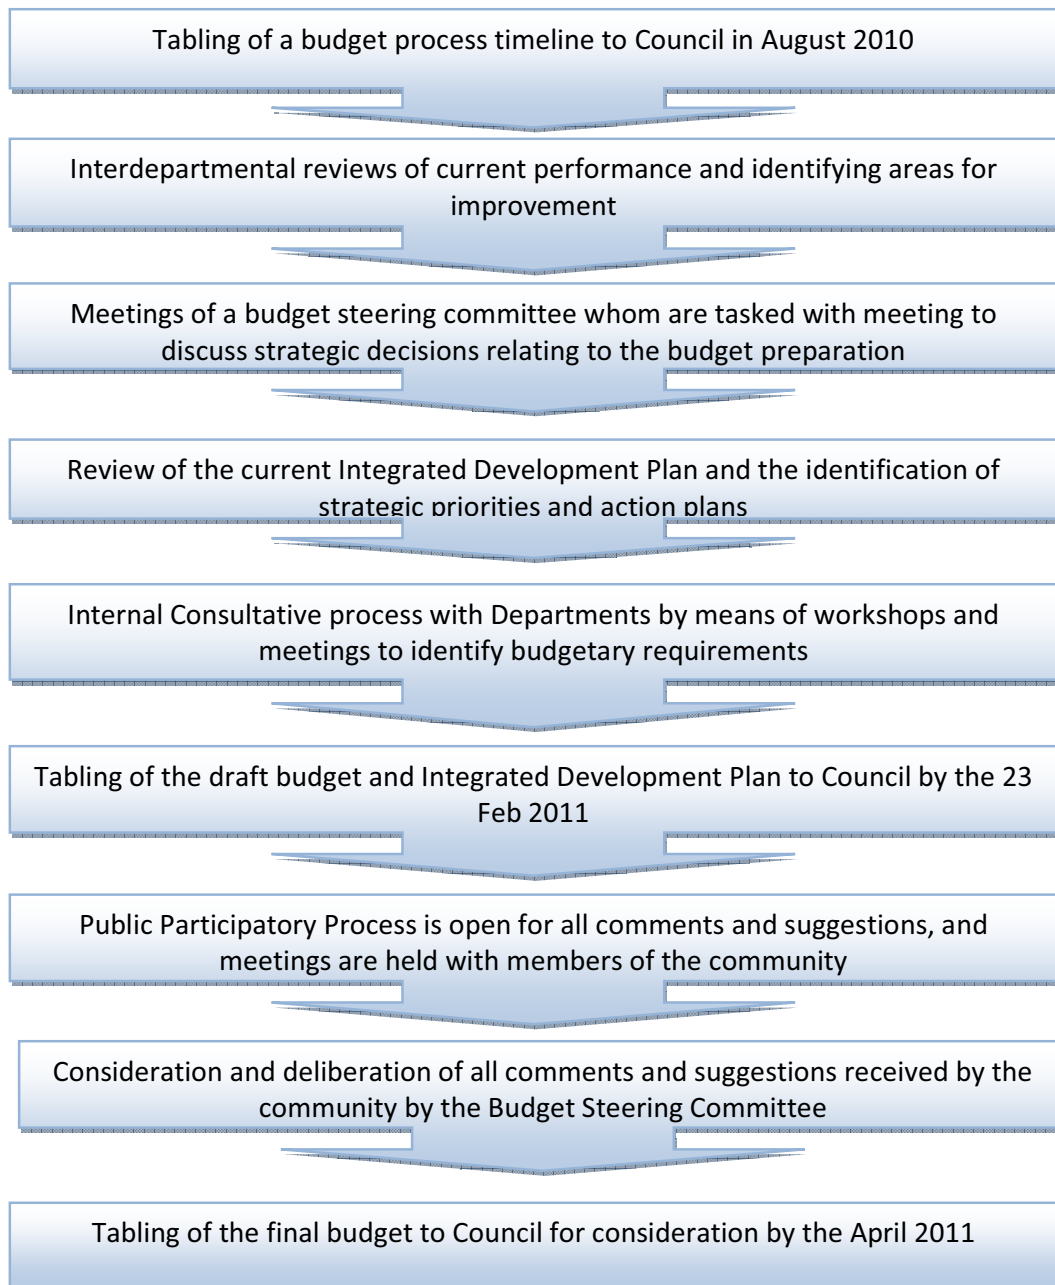 Tabling of a budget process timeline to Council in August 2010
Interdepartmental reviews of current performance and identifying areas for
improvement
Meetings of a budget steering committee whom are tasked with meeting to
discuss strategic decisions relating to the budget preparation
Review of the current Integrated Development Plan and the identification of
strategic priorities and action plans
Internal Consultative process with Departments by means of workshops and
meetings to identify budgetary requirements
Tabling of the draft budget and Integrated Development Plan to Council by the 23
Feb 2011
Public Participatory Process is open for all comments and suggestions, and
meetings are held with members of the community
Consideration and deliberation of all comments and suggestions received by the
community by the Budget Steering Committee
Tabling of the final budget to Council for consideration by the April 2011